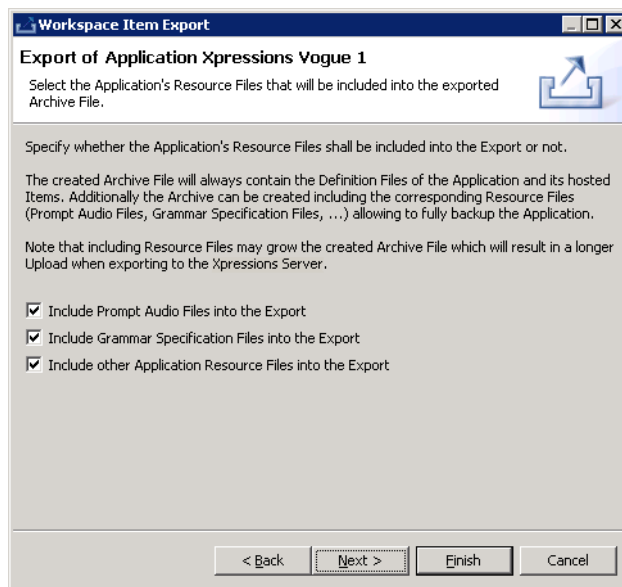 Workspace Item Export
Export of Application Xpressions Vogue 1
Select the Application's Resource Files that will be included into the exported
Archive File.
Specify whether the Application's Resource Files shall be included into the Export or not.
The created Archive File will always contain the Definition Files of the Application and its hosted
Items. Additionally the Archive can be created including the corresponding Resource Files
(Prompt Audio Files, Grammar Specification Files, ...) allowing to fully backup the Application.
Note that including Resource Files may grow the created Archive File which will result in a longer
Upload when exporting to the Xpressions Server.
Include Prompt Audio Files into the Export
Include Grammar Specification Files into the Export
Include other Application Resource Files into the Export
< Back Next > Finish Cancel